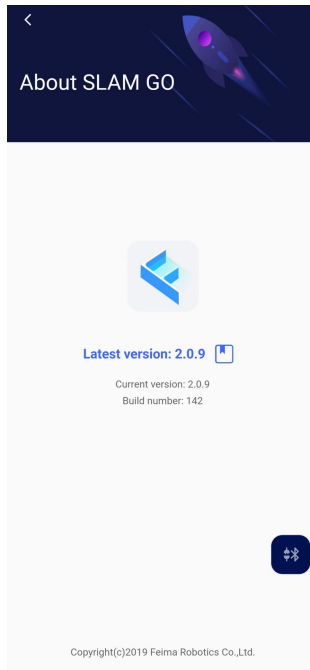 About SLAM GO
Latest version: 2.0.9
Current version: 2.0.9
Build number: 142
Copyright(c)2019 Feima Robotics Co.,Ltd.